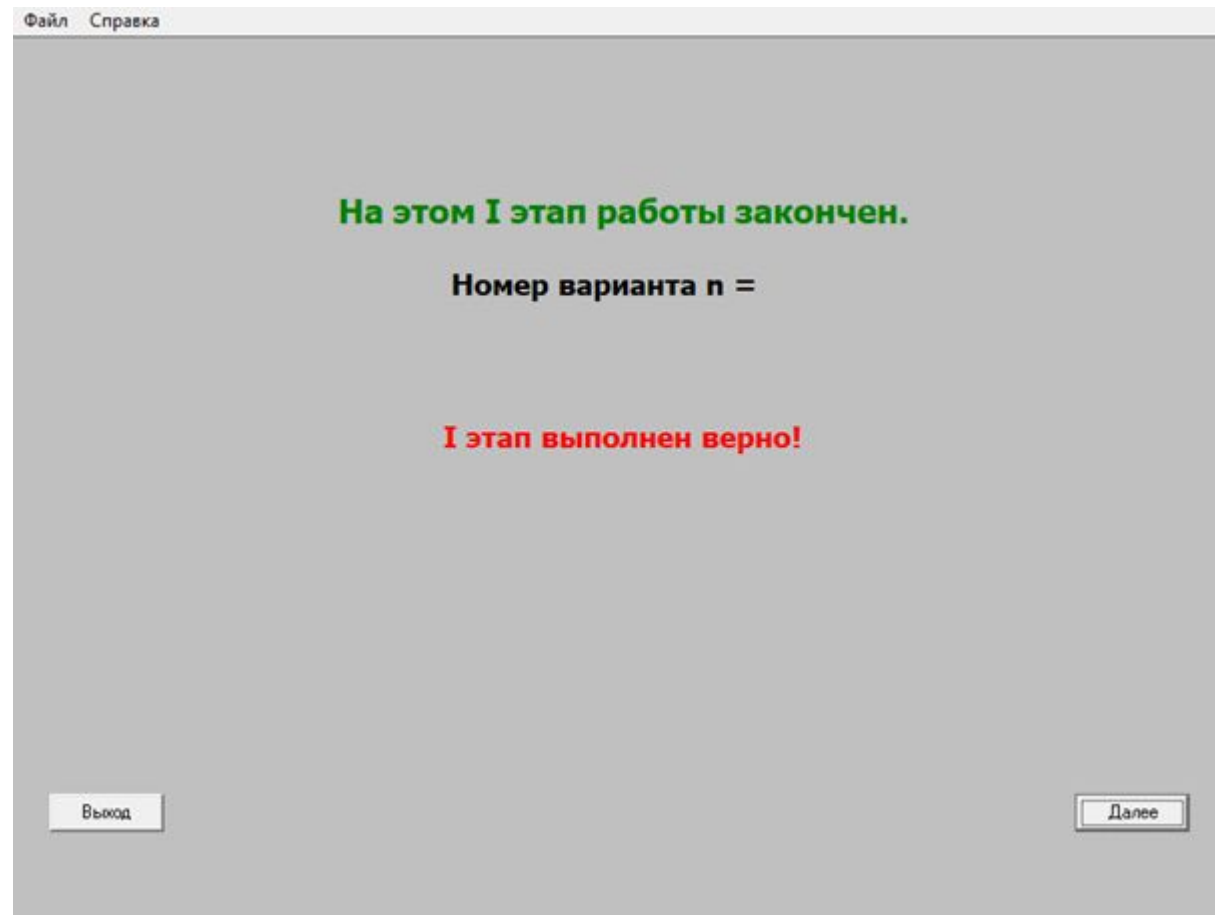 Файл Справка
На этом I этап работы закончен.
Номер варианта n =
I этап выполнен верно!
Выход Далее